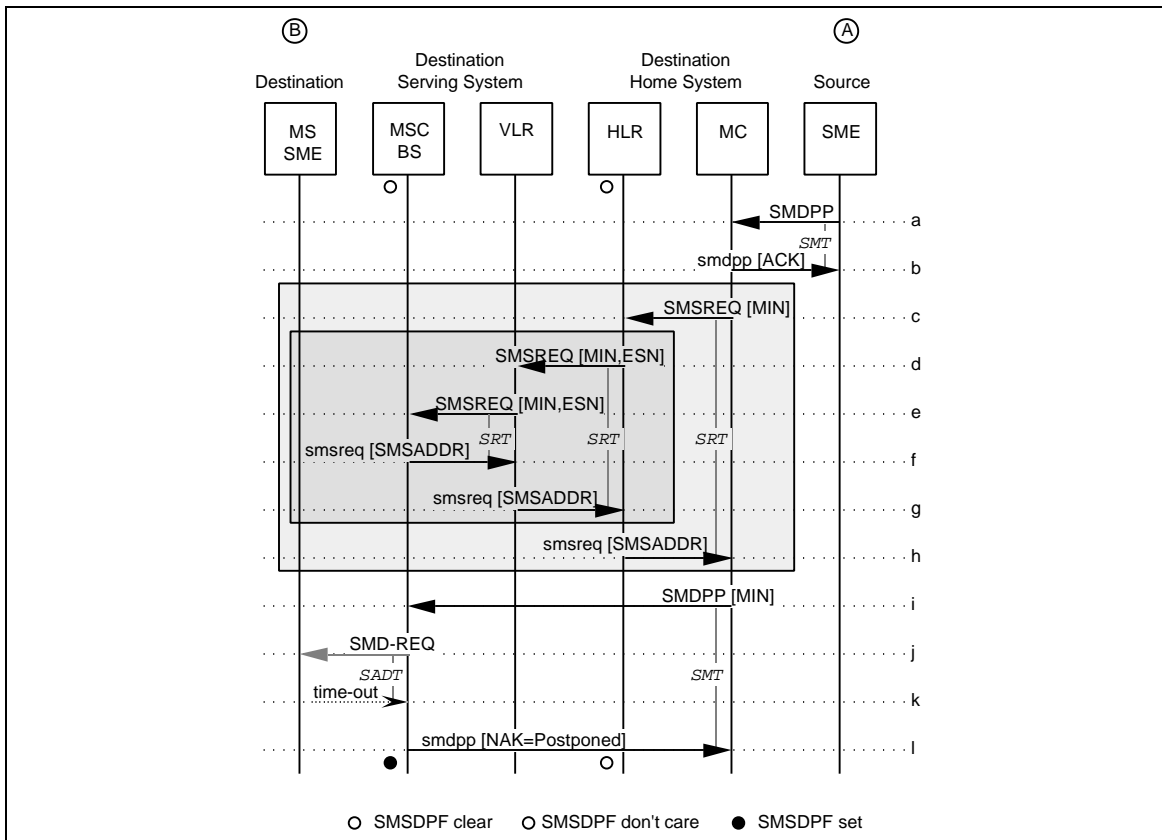 B
A
Destination
Destination
Serving System
Destination
Home System
Source
MS
SME
MSC
BS
VLR
HLR
MC
SME
SMDPP
a
SMT
smdpp [ACK]
b
SMSREQ [MIN]
c
SMSREQ [MIN,ESN]
d
SMSREQ [MIN,ESN]
e
SRT
SRT
SRT
smsreq [SMSADDR]
f
smsreq [SMSADDR]
g
smsreq [SMSADDR]
h
SMDPP [MIN]
i
SMD-REQ
j
SADT
SMT
time-out
k
smdpp [NAK=Postponed]
l
SMSDPF clear
SMSDPF don't care
SMSDPF set